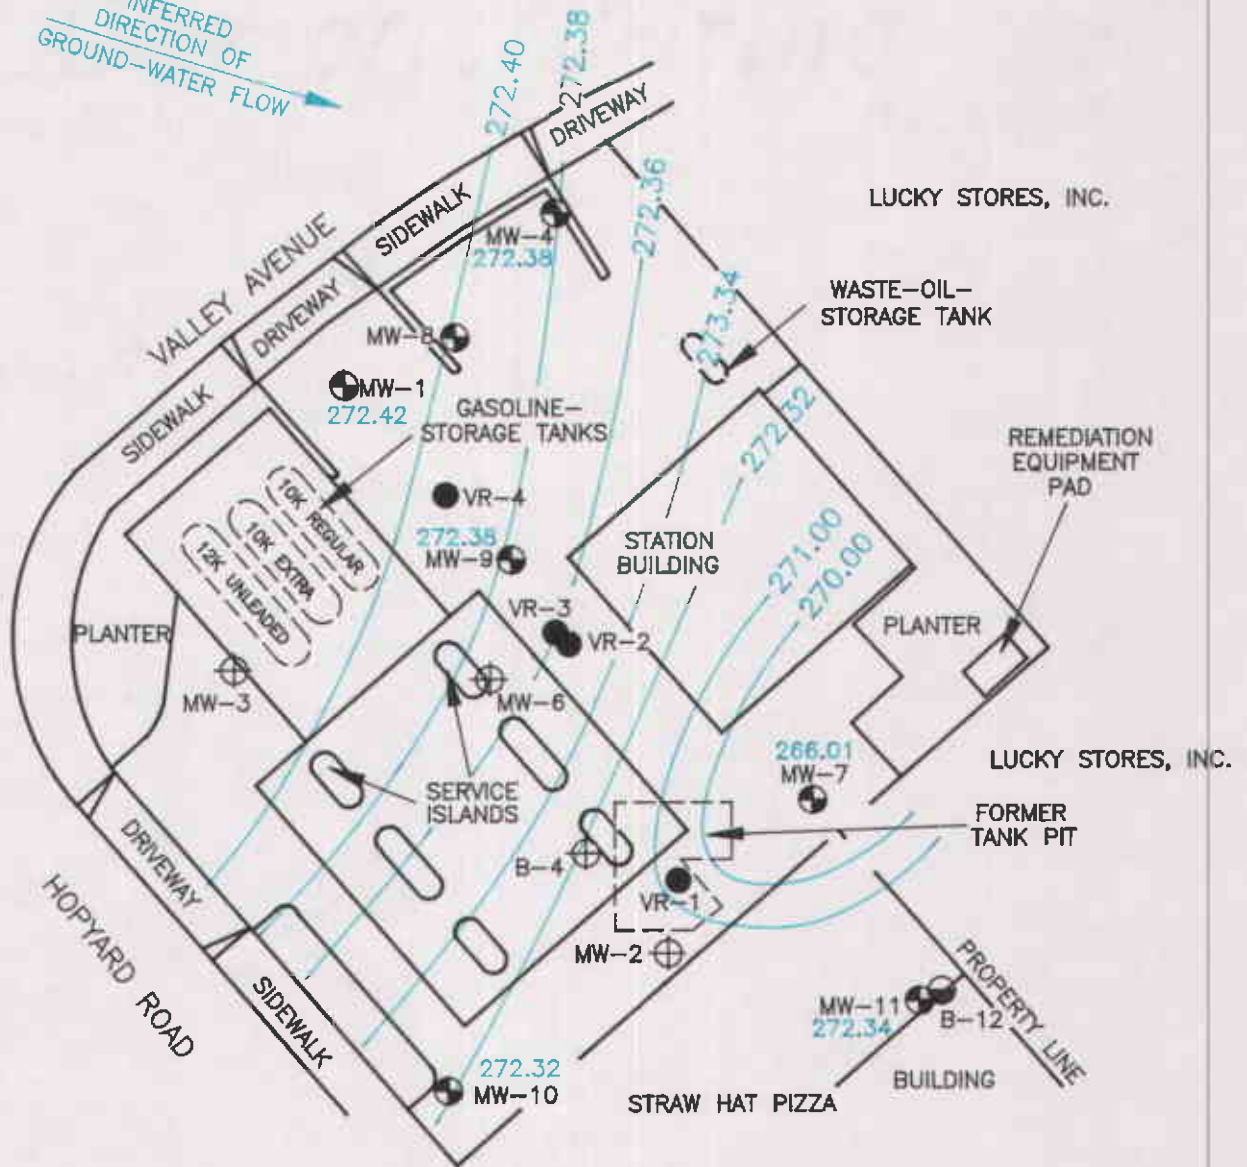 INFERRED
DIRECTION OF
GROUND-WATER FLOW
272.40
272.38
DRIVEWAY
272.36
LUCKY STORES, INC.
SIDEWALK
MW-4
272.38
VALLEY AVENUE
DRIVEWAY
MW-8
273.34
WASTE-OIL-
STORAGE TANK
MW-1
272.42
GASOLINE-
STORAGE TANKS
SIDEWALK
272.32
REMEDIATION
EQUIPMENT
PAD
10K REGULAR
10K EXTRA
12K UNLEADED
VR-4
272.38
MW-9
STATION
BUILDING
271.00
270.00
VR-3
VR-2
PLANTER
PLANTER
MW-3
MW-6
266.01
MW-7
LUCKY STORES, INC.
SERVICE
ISLANDS
FORMER
TANK PIT
DRIVEWAY
B-4
VR-1
HOPYARD ROAD
MW-2
PROPERTY LINE
SIDEWALK
MW-11
272.34
B-12
272.32
MW-10
BUILDING
STRAW HAT PIZZA